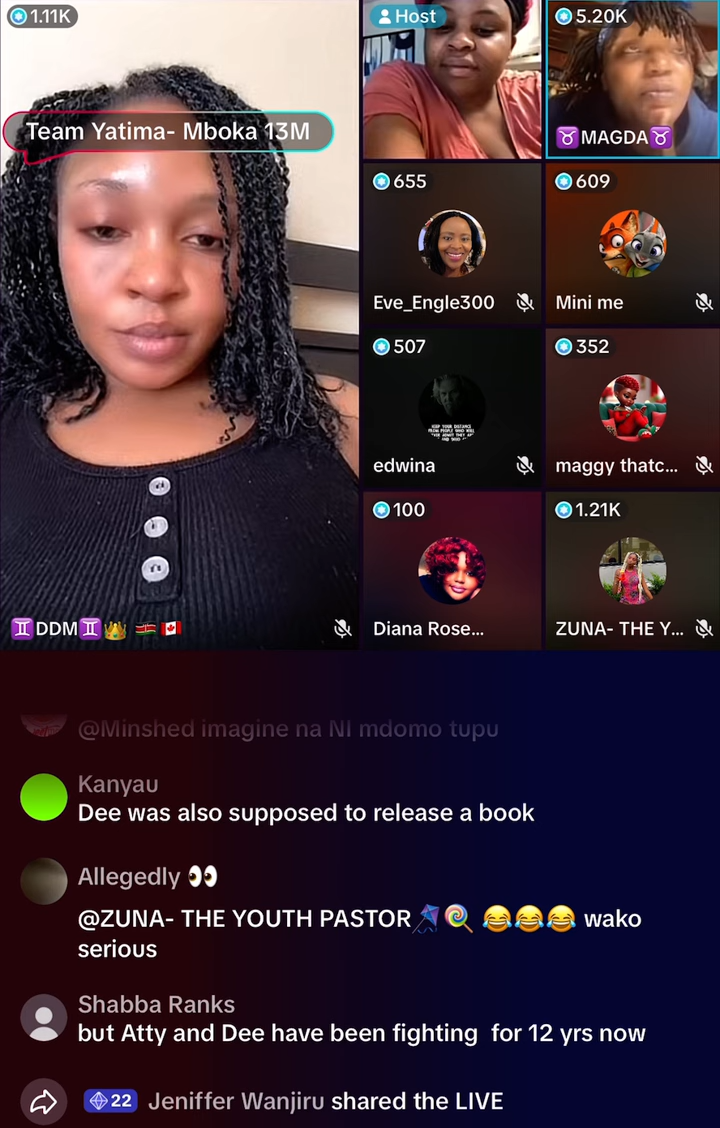 1.11K
Host
5.20K
Team Yatima- Mboka 13M
♉MAGDA♉
655
609
Eve_Engle300
Mini me
507
352
edwina
maggy thatc...
100
1.21K
♊DDM♊👑 🇰🇪 🇨🇦
Diana Rose...
ZUNA- THE Y...
@Minshed imagine na NI mdomo tupu
Kanyau
Dee was also supposed to release a book
Allegedly 👀
@ZUNA- THE YOUTH PASTOR🪁🍭 😂😂😂 wako
serious
Shabba Ranks
but Atty and Dee have been fighting  for 12 yrs now
22 Jeniffer Wanjiru shared the LIVE